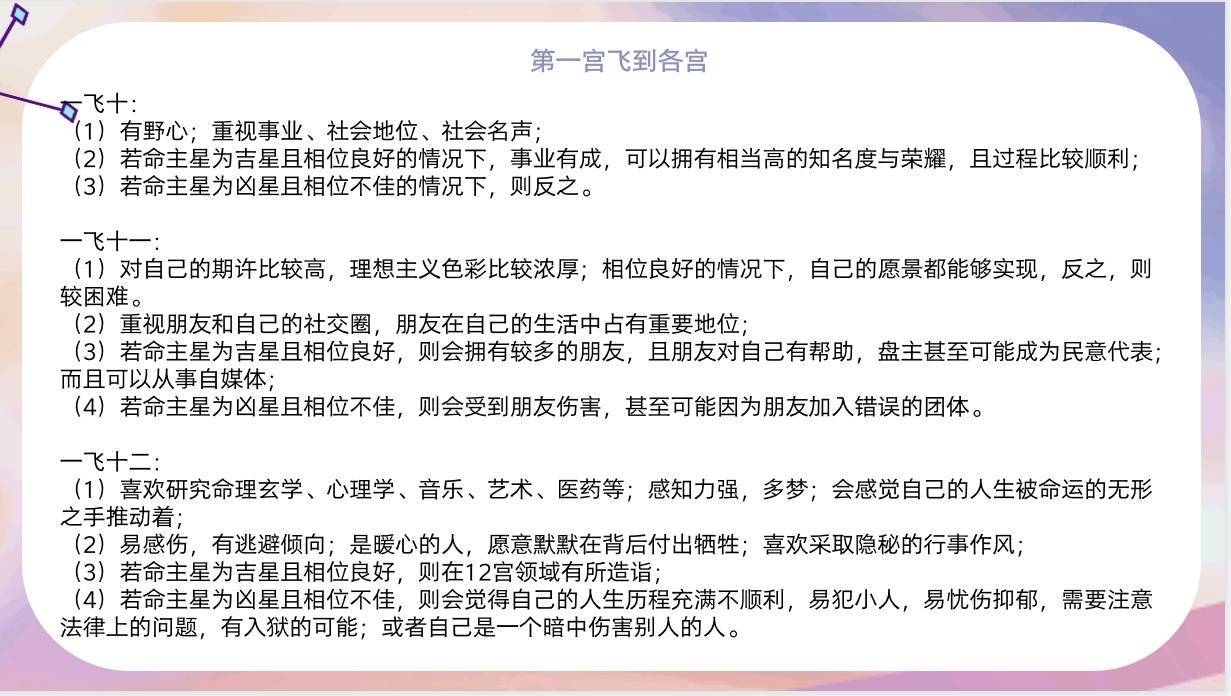 第一宫飞到各宫
一飞十：
（1）有野心；重视事业、社会地位、社会名声；
（2）若命主星为吉星且相位良好的情况下，事业有成，可以拥有相当高的知名度与荣耀，且过程比较顺利；
（3）若命主星为凶星且相位不佳的情况下，则反之。
一飞十一：
（1）对自己的期许比较高，理想主义色彩比较浓厚；相位良好的情况下，自己的愿景都能够实现，反之，则
较困难。
（2）重视朋友和自己的社交圈，朋友在自己的生活中占有重要地位；
（3）若命主星为吉星且相位良好，则会拥有较多的朋友，且朋友对自己有帮助，盘主甚至可能成为民意代表；
而且可以从事自媒体；
（4）若命主星为凶星且相位不佳，则会受到朋友伤害，甚至可能因为朋友加入错误的团体。
一飞十二：
（1）喜欢研究命理玄学、心理学、音乐、艺术、医药等；感知力强，多梦；会感觉自己的人生被命运的无形
之手推动着；
（2）易感伤，有逃避倾向；是暖心的人，愿意默默在背后付出牺牲；喜欢采取隐秘的行事作风；
（3）若命主星为吉星且相位良好，则在12宫领域有所造诣；
（4）若命主星为凶星且相位不佳，则会觉得自己的人生历程充满不顺利，易犯小人，易忧伤抑郁，需要注意
法律上的问题，有入狱的可能；或者自己是一个暗中伤害别人的人。